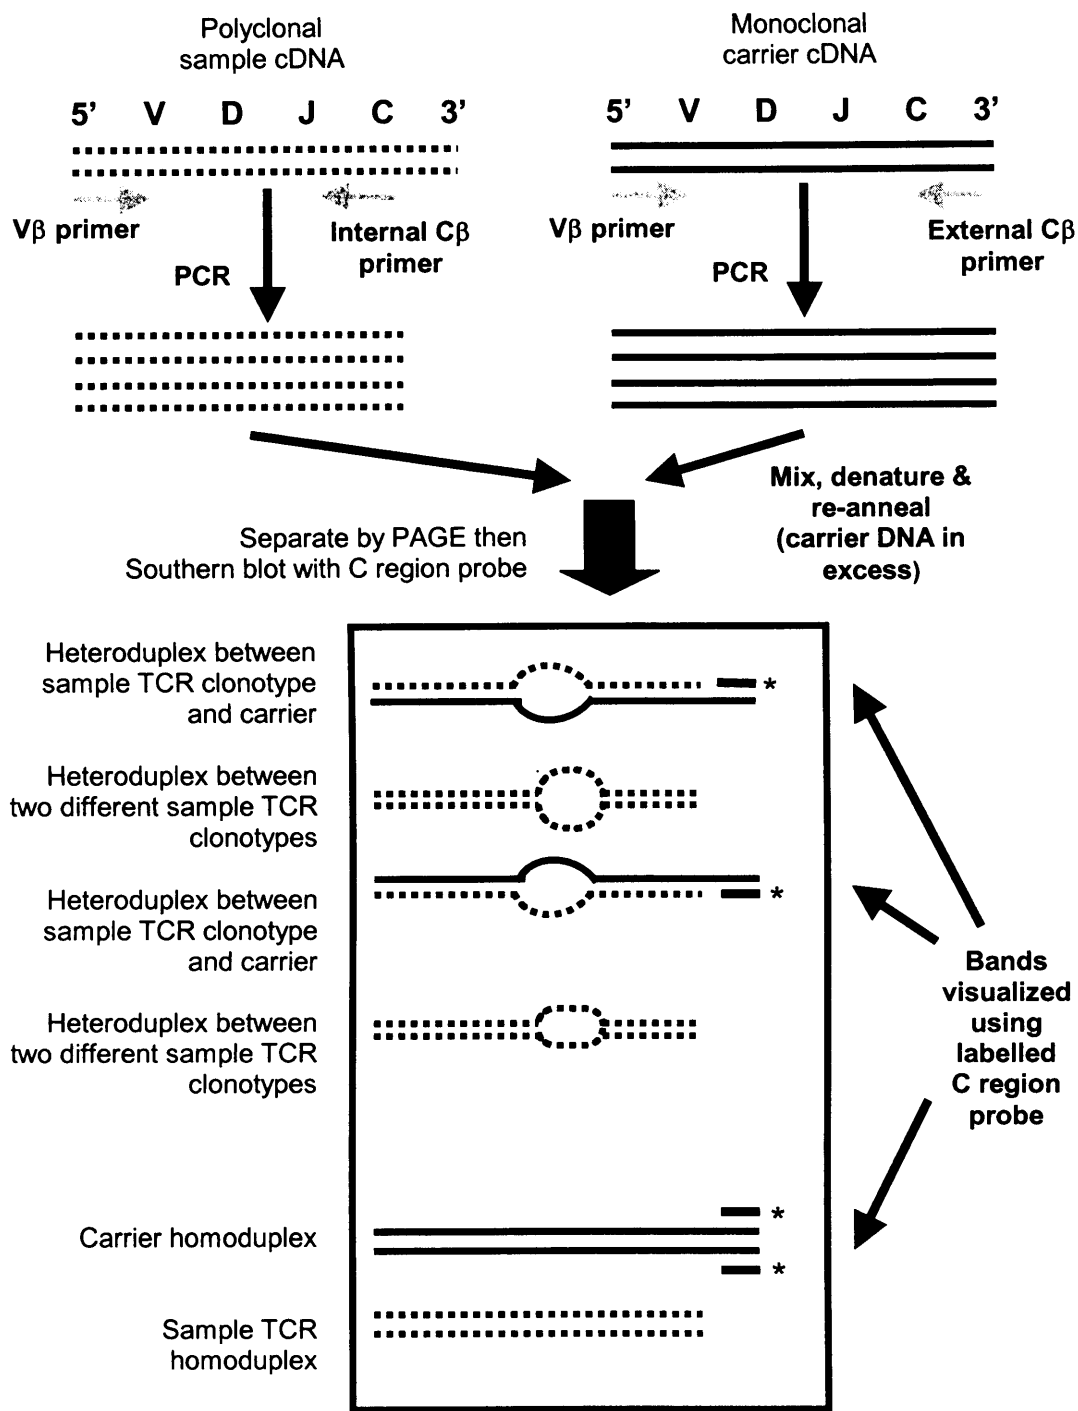 Polyclonal
sample cDNA
5' V D J C 3'
Vβ primer
Internal Cβ
primer
PCR
Monoclonal
carrier cDNA
5' V D J C 3'
Vβ primer
External Cβ
primer
PCR
Mix, denature &
re-anneal
(carrier DNA in
excess)
Separate by PAGE then
Southern blot with C region probe
Heteroduplex between
sample TCR clonotype
and carrier
*
Heteroduplex between
two different sample TCR
clonotypes
Heteroduplex between
sample TCR clonotype
and carrier
*
Heteroduplex between
two different sample TCR
clonotypes
Bands
visualized
using
labelled
C region
probe
Carrier homoduplex
*
*
Sample TCR
homoduplex